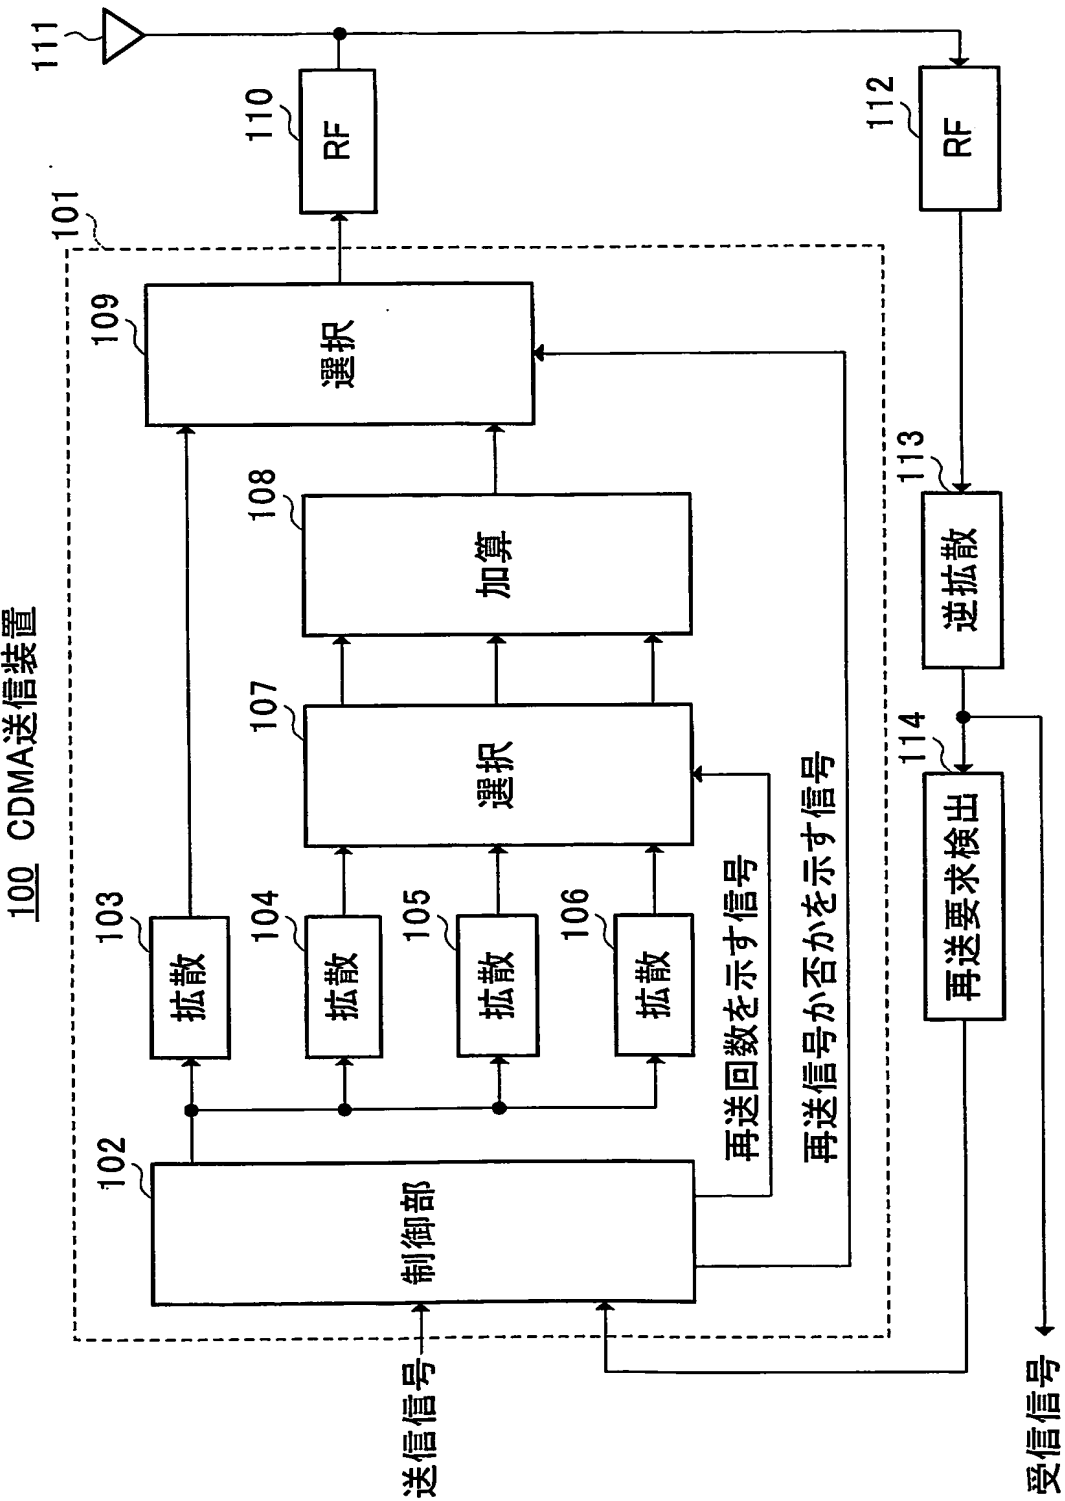 100 CDMA送信装置
101
送信信号
102
制御部
103
拡散
104
拡散
105
拡散
106
拡散
107
選択
108
加算
109
選択
110
RF
111
再送回数を示す信号
再送信号か否かを示す信号
112
RF
113
逆拡散
114
再送要求検出
受信信号